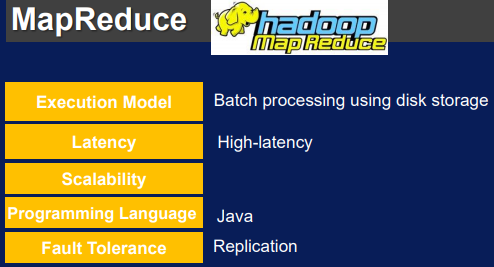 MapReduce
hadoop
Map Reduce
Execution Model Batch processing using disk storage
Latency High-latency
Scalability
Programming Language Java
Fault Tolerance Replication